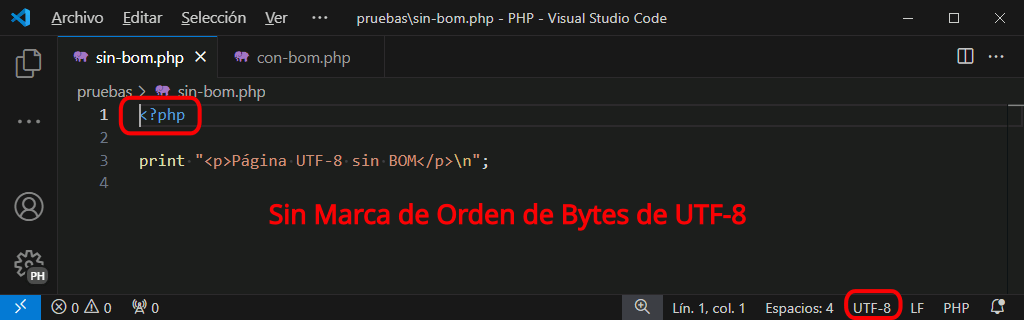 Archivo Editar Selección Ver ··· pruebas\sin-bom.php - PHP - Visual Studio Code
sin-bom.php con-bom.php
pruebas > sin-bom.php
1 <?php
2
3 print "<p>Página UTF-8 sin BOM</p>\n";
4
Sin Marca de Orden de Bytes de UTF-8
PH
0 0 0 Lín. 1, col. 1 Espacios: 4 UTF-8 LF PHP